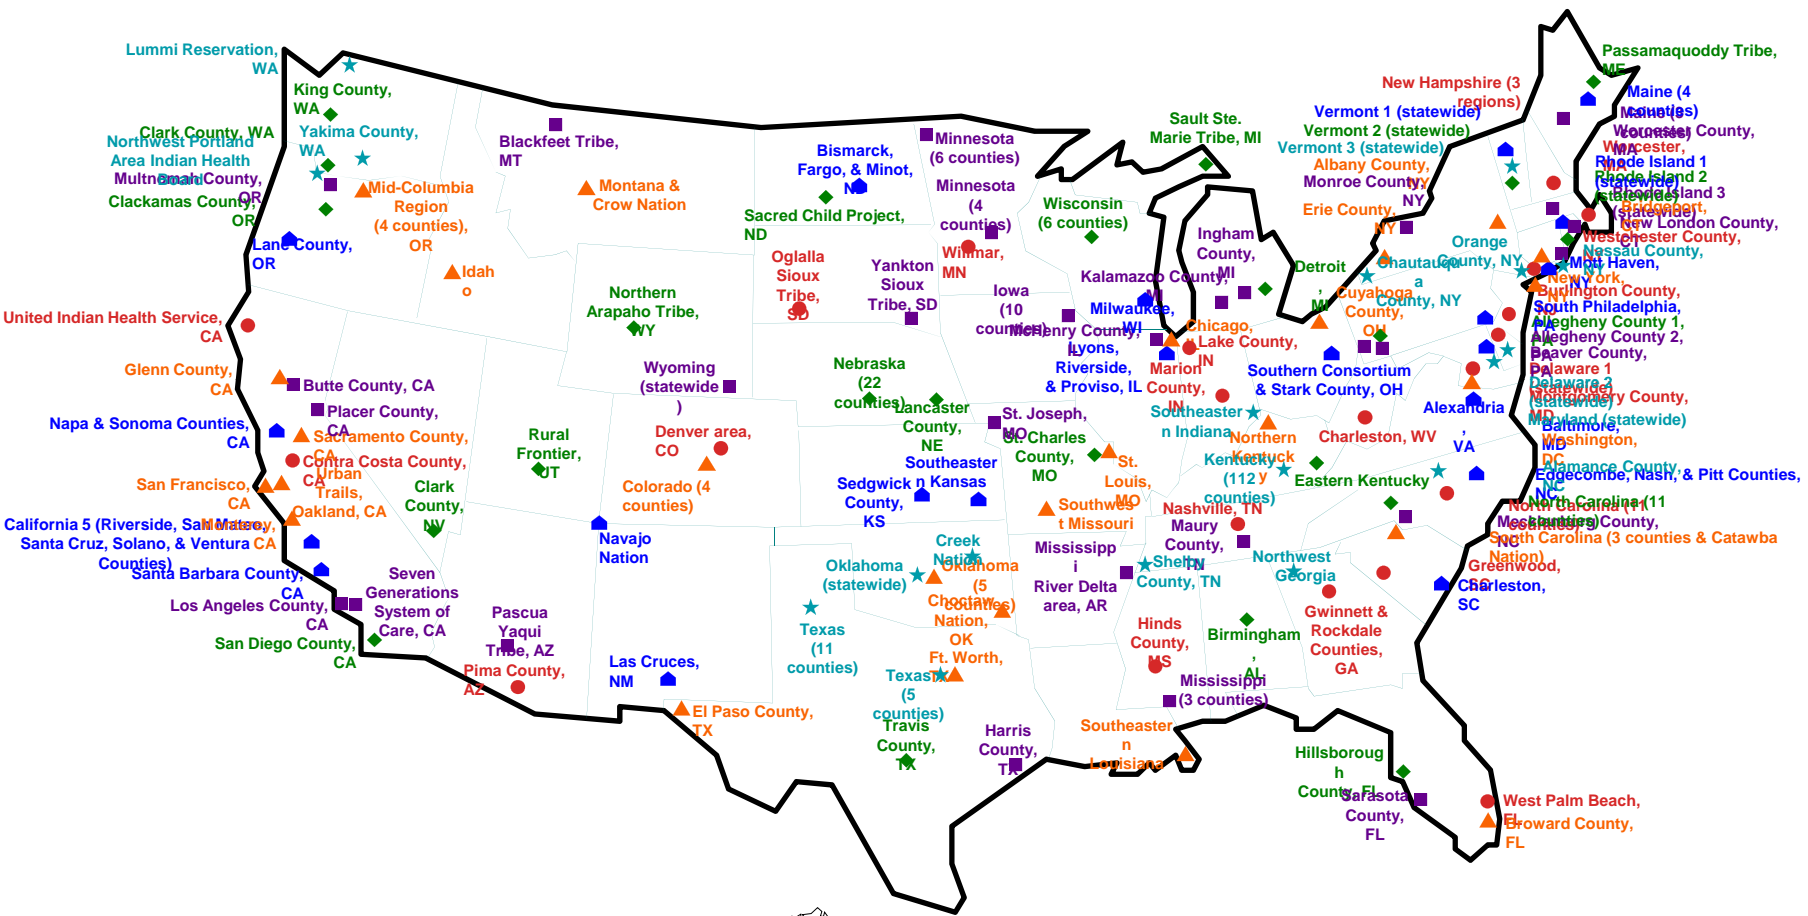 Lummi Reservation,
WA
King County,
WA
Clark County, WA
Northwest Portland
Area Indian Health
Board
Yakima County,
WA
Multnomah County,
OR
Clackamas County,
OR
Lane County,
OR
Mid-Columbia
Region
(4 counties),
OR
Idah
o
Blackfeet Tribe,
MT
Montana &
Crow Nation
Bismarck,
Fargo, & Minot,
ND
Sacred Child Project,
ND
Minnesota
(6 counties)
Minnesota
(4
counties)
Willmar,
MN
Oglalla
Sioux
Tribe,
SD
Yankton
Sioux
Tribe, SD
Northern
Arapaho Tribe,
WY
Wyoming
(statewide
)
Wisconsin
(6 counties)
Sault Ste.
Marie Tribe, MI
Ingham
County,
MI
Kalamazoo County,
MI
Detroit
,
MI
Milwaukee,
WI
Iowa
(10
counties)
McHenry County,
IL
Lyons,
Riverside,
& Proviso, IL
Chicago,
Lake County,
IN
Marion
County,
IN
Southeaster
n Indiana
Southern Consortium
& Stark County, OH
Cuyahoga
County,
OH
United Indian Health Service,
CA
Glenn County,
CA
Butte County, CA
Placer County,
CA
Napa & Sonoma Counties,
CA
Sacramento County,
CA
Contra Costa County,
CA
San Francisco,
CA
Urban
Trails,
Oakland, CA
Monterey,
CA
California 5 (Riverside, San Mateo,
Santa Cruz, Solano, & Ventura
Counties)
Santa Barbara County,
CA
Los Angeles County,
CA
San Diego County,
CA
Seven
Generations
System of
Care, CA
Clark
County,
NV
Rural
Frontier,
UT
Denver area,
CO
Colorado (4
counties)
Navajo
Nation
Pascua
Yaqui
Tribe, AZ
Pima County,
AZ
Las Cruces,
NM
El Paso County,
TX
Nebraska
(22
counties)
Lancaster
County,
NE
St. Joseph,
MO
St. Charles
County,
MO
St.
Louis,
MO
Southwes
t Missouri
Southeaster
n Kansas
Sedgwick
County,
KS
Creek
Nation
Oklahoma
(statewide)
Oklahoma
(5
counties)
Choctaw
Nation,
OK
Ft. Worth,
TX
Texas
(11
counties)
Texas
(5
counties)
Travis
County,
TX
Harris
County,
TX
Mississipp
i
River Delta
area, AR
Nashville, TN
Maury
County,
TN
Shelby
County, TN
Northwest
Georgia
Gwinnett &
Rockdale
Counties,
GA
Hinds
County,
MS
Birmingham
,
AL
Mississippi
(3 counties)
Southeaster
n
Louisiana
Hillsboroug
h
County, FL
Sarasota
County,
FL
West Palm Beach,
FL
Broward County,
FL
Northern
Kentuck
y
Kentucky
(112
counties)
Eastern Kentucky
Charleston, WV
Alexandria
,
VA
New Hampshire (3
regions)
Vermont 1 (statewide)
Vermont 2 (statewide)
Vermont 3 (statewide)
Albany County,
NY
Monroe County,
NY
Erie County,
NY
Orange
County, NY
Chautauqu
a
County, NY
Passamaquoddy Tribe,
ME
Maine (4
counties)
Maine (3
counties)
Worcester County,
MA
Worcester,
MA
Rhode Island 1
(statewide)
Rhode Island 2
(statewide)
Rhode Island 3
(statewide)
Bridgeport,
CT
New London County,
CT
Westchester County,
NY
Nassau County,
NY
Mott Haven,
NY
New York,
NY
Burlington County,
NJ
South Philadelphia,
PA
Allegheny County 1,
PA
Allegheny County 2,
PA
Beaver County,
PA
Delaware 1
(statewide)
Delaware 2
(statewide)
Montgomery County,
MD
Maryland (statewide)
Baltimore,
MD
Washington,
DC
Alamance County,
NC
Edgecombe, Nash, & Pitt Counties,
NC
North Carolina (11
counties)
North Carolina (11
counties)
Mecklenburg County,
NC
South Carolina (3 counties & Catawba
Nation)
Greenwood,
SC
Charleston,
SC